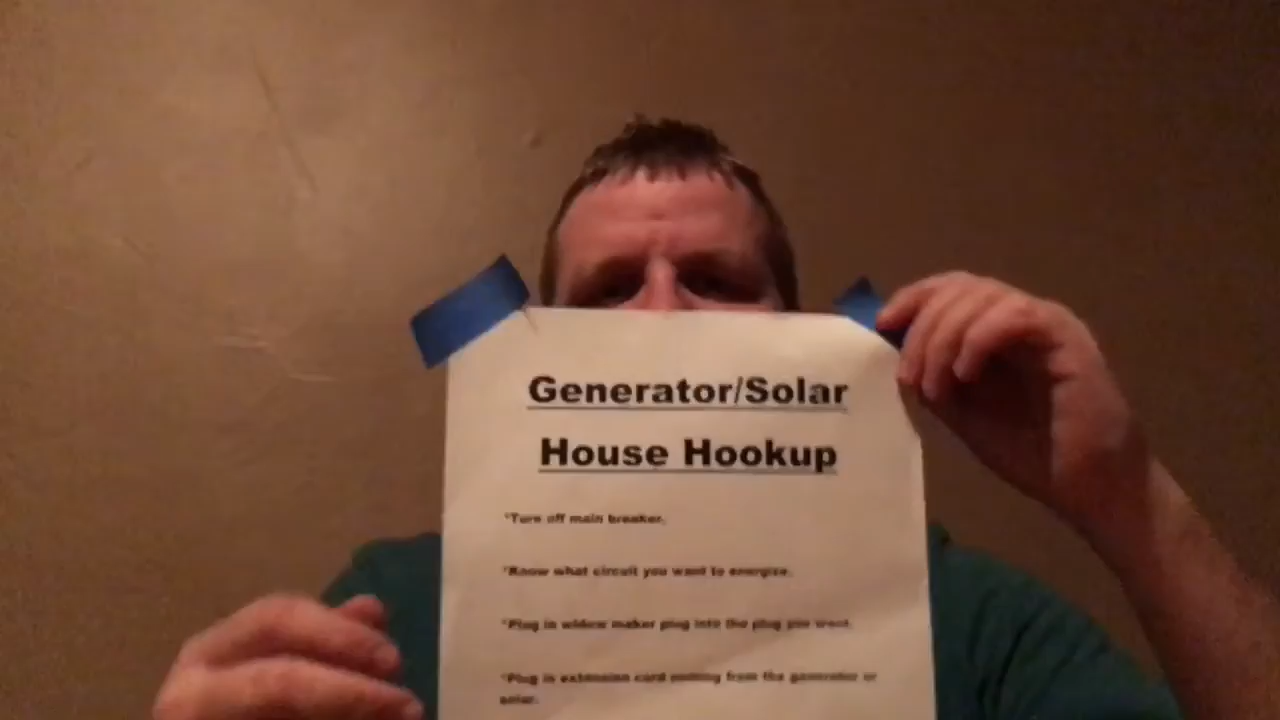 Generator/Solar
House Hookup
*Turn off main breaker.
*Know what circuit you want to energize.
*Plug in widow maker plug into the plug you want.
*Plug in extension cord coming from the generator or
solar.